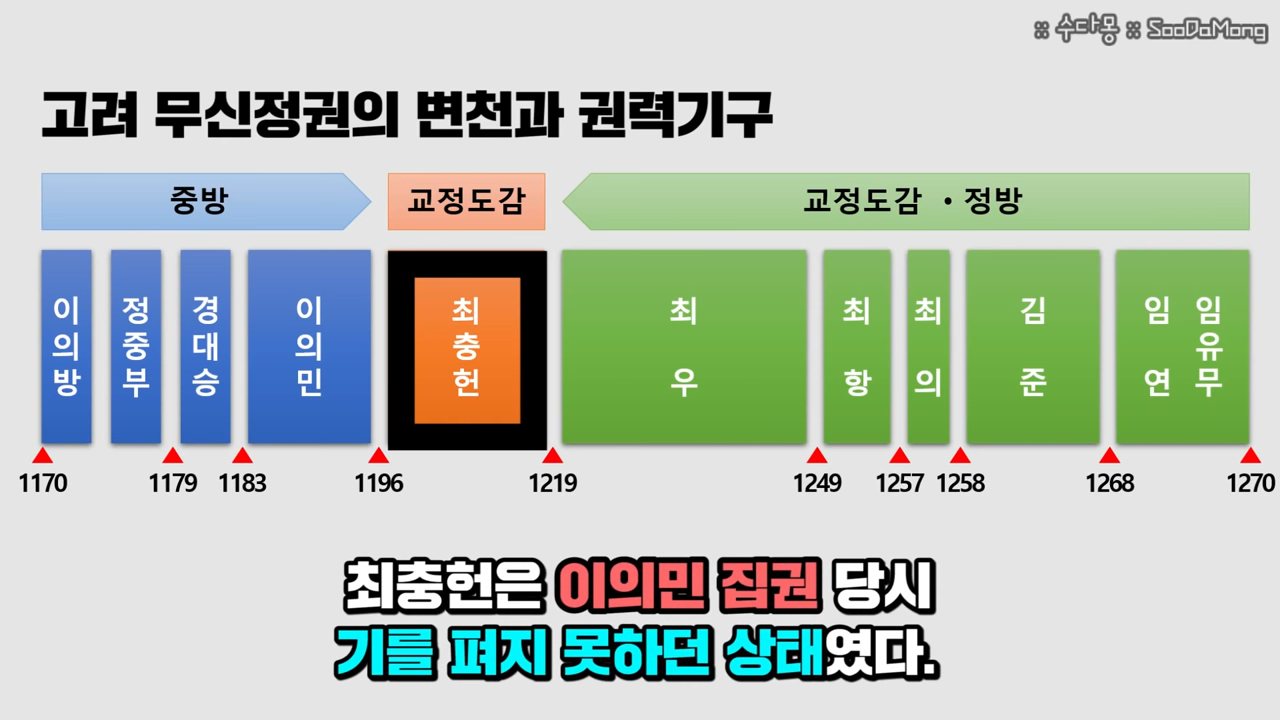 :: 수다몽 :: SooDaMong
고려 무신정권의 변천과 권력기구
중방
교정도감
교정도감 • 정방
이의방
정중부
경대승
이의민
최충헌
최우
최항
최의
김준
임연
임유무
1170
1179
1183
1196
1219
1249
1257
1258
1268
1270
최충헌은 이의민 집권 당시
기를 펴지 못하던 상태였다.